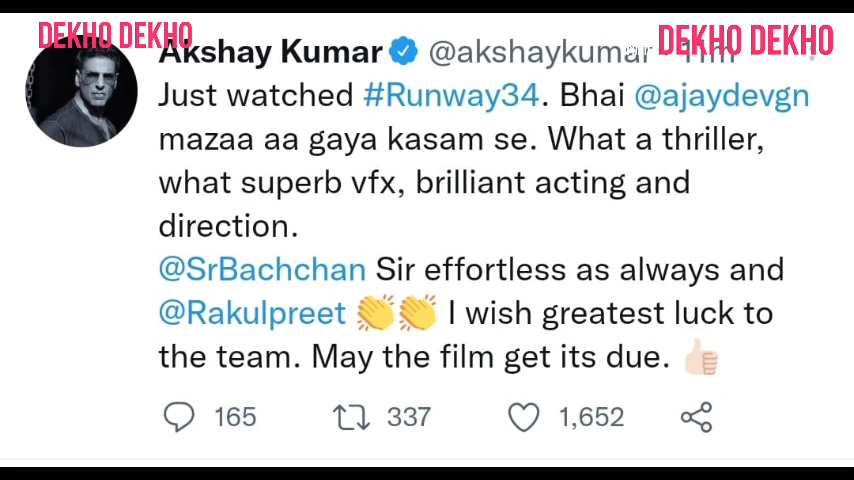 DEKHO DEKHO
DEKHO DEKHO
Akshay Kumar @akshaykumar 11m
Just watched #Runway34. Bhai @ajaydevgn
mazaa aa gaya kasam se. What a thriller,
what superb vfx, brilliant acting and
direction.
@SrBachchan Sir effortless as always and
@Rakulpreet 👏👏 I wish greatest luck to
the team. May the film get its due. 👍🏻
165 337 1,652